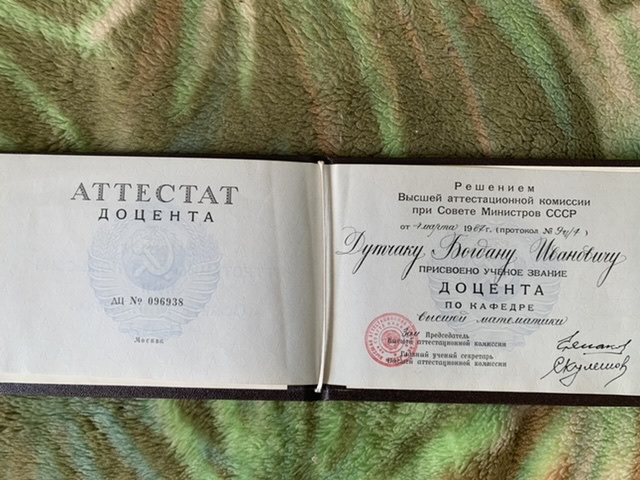 АТТЕСТАТ
ДОЦЕНТА
ДЦ № 096938
Москва
Решением
Высшей аттестационной комиссии
при Совете Министров СССР
от марта 1967 г. (протокол №
Дутчаку Богдану Ивановичу
ПРИСВОЕНО УЧЕНОЕ ЗВАНИЕ
ДОЦЕНТА
ПО КАФЕДРЕ
высшей математики
Зам Председатель
Высшей аттестационной комиссии
Главный ученый секретарь
Высшей аттестационной комиссии